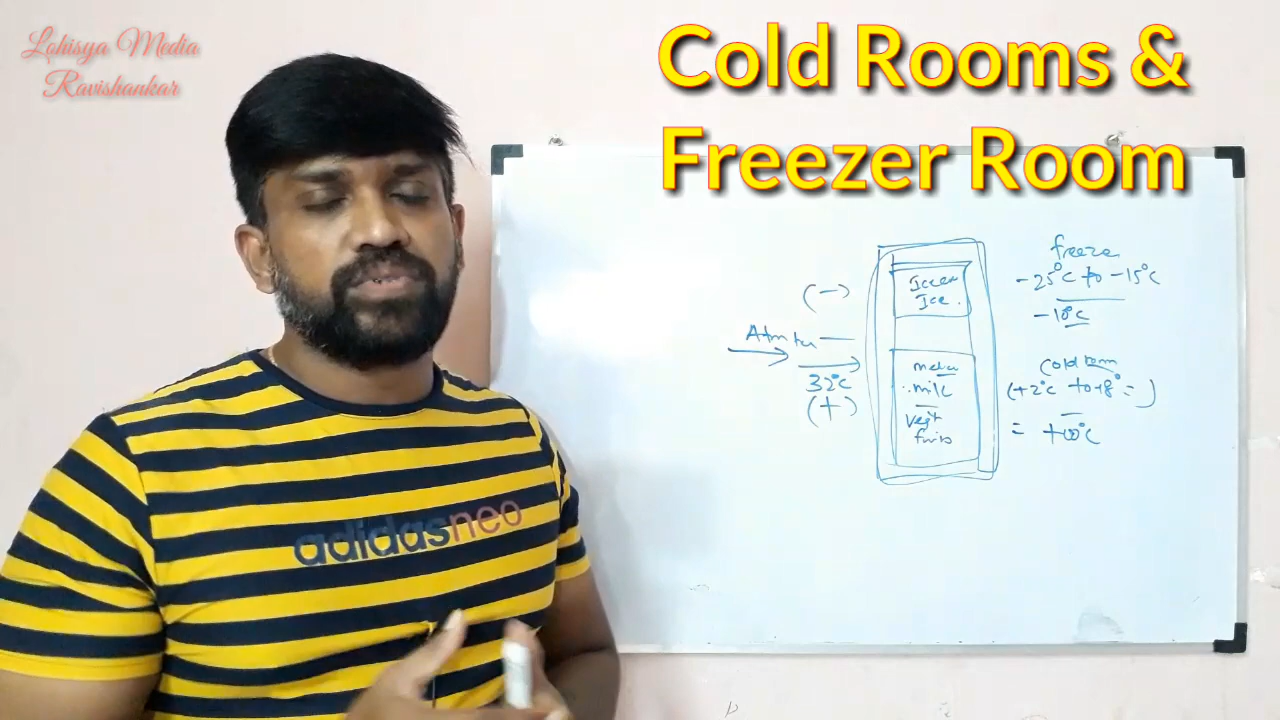 Lohisya Media
Ravishankar
Cold Rooms &
Freezer Room
adidasneo
freeze
-25°C to -15°C
-18°C
(-)
Ice
Atm
32°C
(+)
milk
Vegt
Cold room
(+2°C to +8°
=